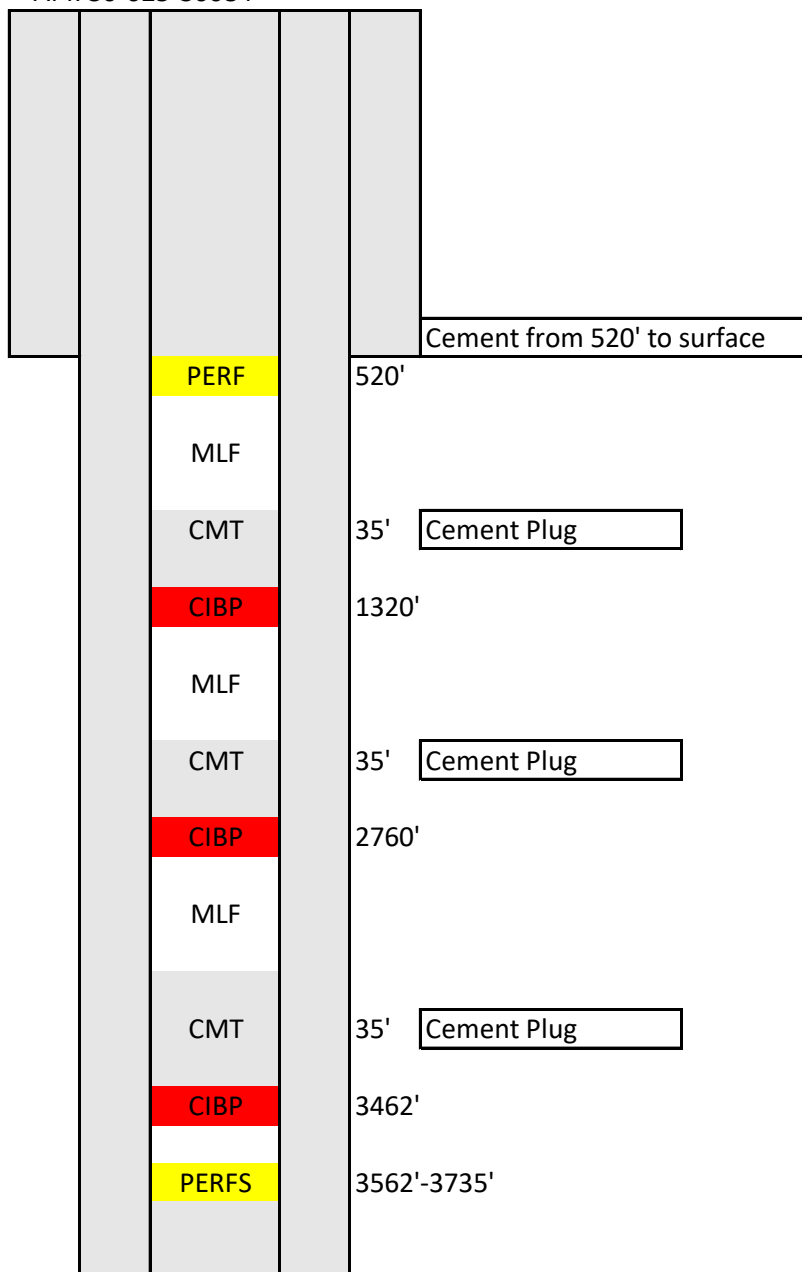 Cement from 520' to surface
PERF 520'
MLF
CMT 35' Cement Plug
CIBP 1320'
MLF
CMT 35' Cement Plug
CIBP 2760'
MLF
CMT 35' Cement Plug
CIBP 3462'
PERFS 3562'-3735'